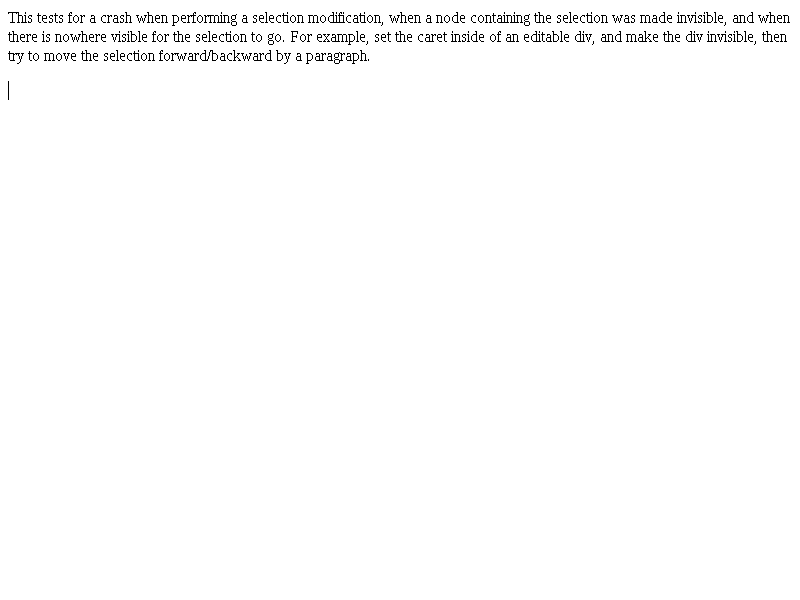 This tests for a crash when performing a selection modification, when a node containing the selection was made invisible, and when
there is nowhere visible for the selection to go. For example, set the caret inside of an editable div, and make the div invisible, then
try to move the selection forward/backward by a paragraph.